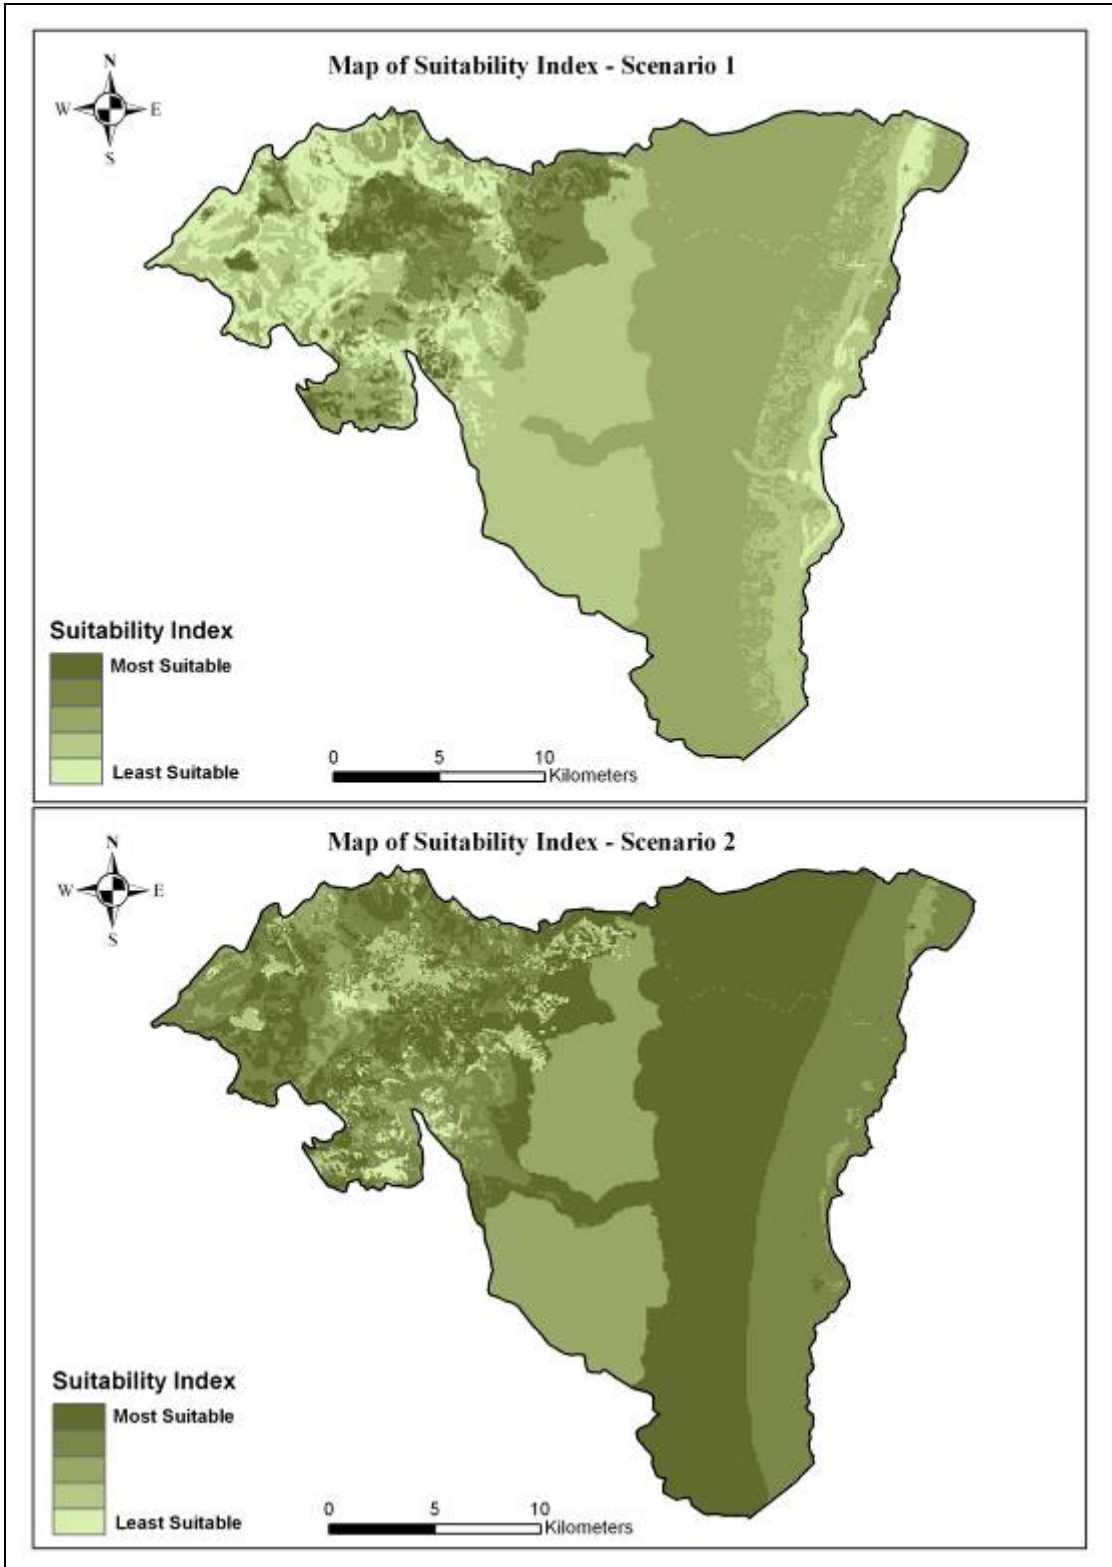 Map of Suitability Index - Scenario 1
N
W E
S
Suitability Index
Most Suitable
Least Suitable
0 5 10
Kilometers
Map of Suitability Index - Scenario 2
N
W E
S
Suitability Index
Most Suitable
Least Suitable
0 5 10
Kilometers